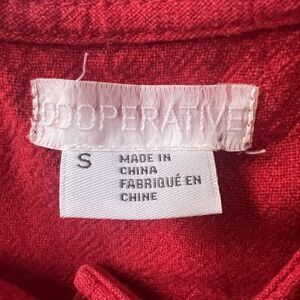 COOPERATIVE
S
MADE IN
CHINA
FABRIQUÉ EN
CHINE